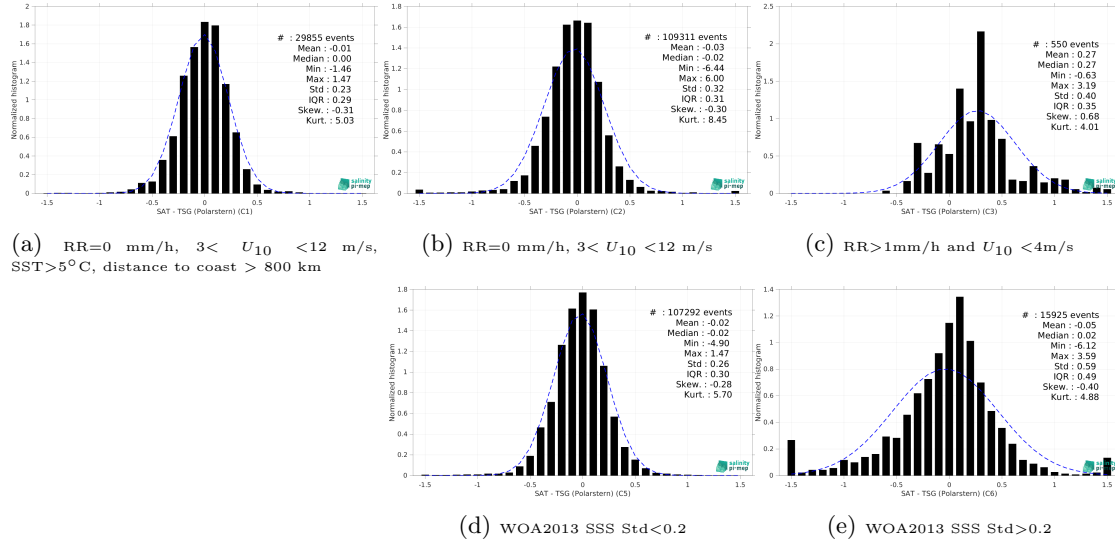 2
1.8
1.6
1.4
1.2
1
0.8
0.6
0.4
0.2
0
Normalized histogram
# : 29855 events
Mean : -0.01
Median : 0.00
Min : -1.46
Max : 1.47
Std : 0.23
IQR : 0.29
Skew. : -0.31
Kurt. : 5.03
salinity
pi-mep
-1.5 -1 -0.5 0 0.5 1 1.5
SAT - TSG (Polarstern) (C1)
(a) RR=0 mm/h, 3< U10 <12 m/s,
SST>5°C, distance to coast > 800 km
1.8
1.6
1.4
1.2
1
0.8
0.6
0.4
0.2
0
Normalized histogram
# : 109311 events
Mean : -0.03
Median : -0.02
Min : -6.44
Max : 6.00
Std : 0.32
IQR : 0.31
Skew. : -0.30
Kurt. : 8.45
salinity
pi-mep
-1.5 -1 -0.5 0 0.5 1 1.5
SAT - TSG (Polarstern) (C2)
(b) RR=0 mm/h, 3< U10 <12 m/s
2.5
2
1.5
1
0.5
0
Normalized histogram
# : 550 events
Mean : 0.27
Median : 0.27
Min : -0.63
Max : 3.19
Std : 0.40
IQR : 0.35
Skew. : 0.68
Kurt. : 4.01
salinity
pi-mep
-1.5 -1 -0.5 0 0.5 1 1.5
SAT - TSG (Polarstern) (C3)
(c) RR>1mm/h and U10 <4m/s
1.8
1.6
1.4
1.2
1
0.8
0.6
0.4
0.2
0
Normalized histogram
# : 107292 events
Mean : -0.02
Median : -0.02
Min : -4.90
Max : 1.47
Std : 0.26
IQR : 0.30
Skew. : -0.28
Kurt. : 5.70
salinity
pi-mep
-1.5 -1 -0.5 0 0.5 1 1.5
SAT - TSG (Polarstern) (C5)
(d) WOA2013 SSS Std<0.2
1.4
1.2
1
0.8
0.6
0.4
0.2
0
Normalized histogram
# : 15925 events
Mean : -0.05
Median : 0.02
Min : -6.12
Max : 3.59
Std : 0.59
IQR : 0.49
Skew. : -0.40
Kurt. : 4.88
salinity
pi-mep
-1.5 -1 -0.5 0 0.5 1 1.5
SAT - TSG (Polarstern) (C6)
(e) WOA2013 SSS Std>0.2